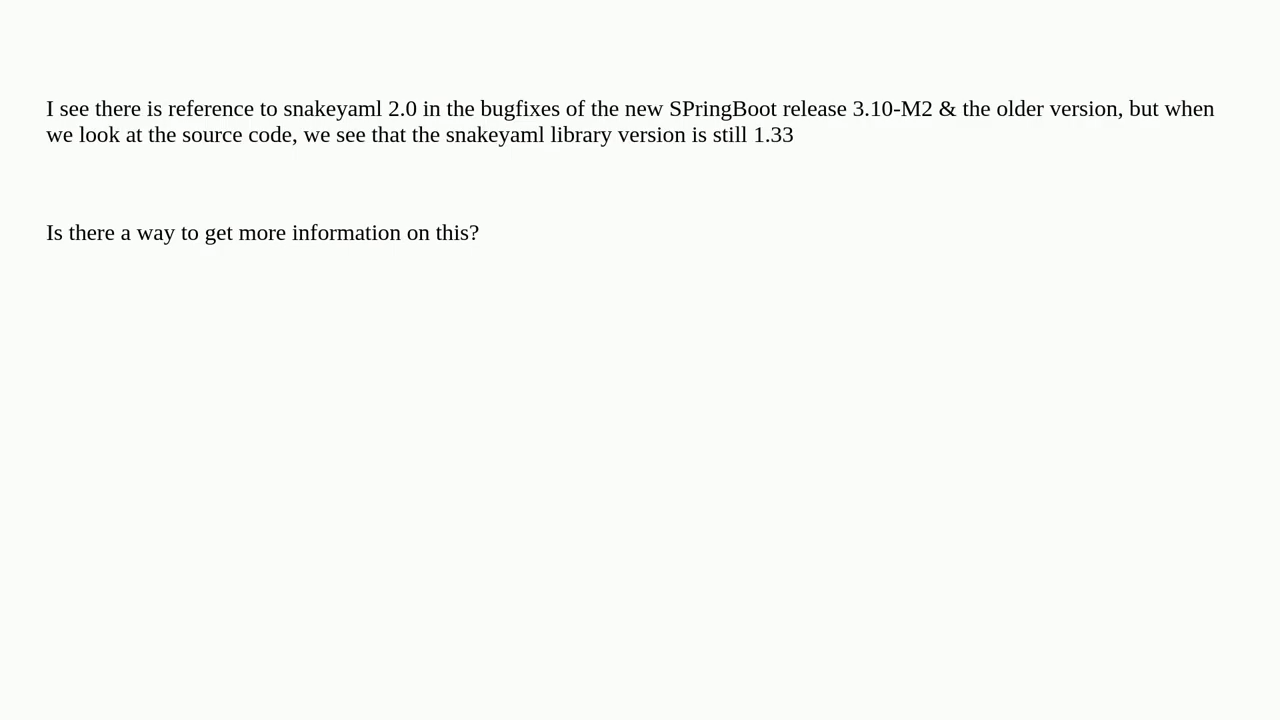 I see there is reference to snakeyaml 2.0 in the bugfixes of the new SPringBoot release 3.10-M2 & the older version, but when
we look at the source code, we see that the snakeyaml library version is still 1.33
Is there a way to get more information on this?